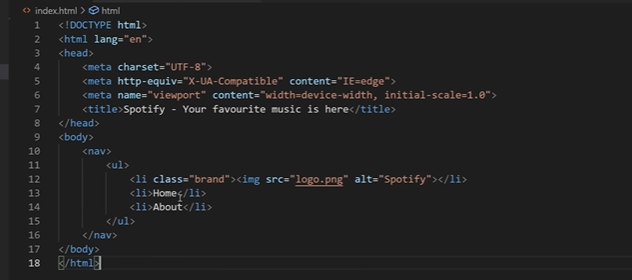 index.html > html
1 <!DOCTYPE html>
2 <html lang="en">
3 <head>
4 <meta charset="UTF-8">
5 <meta http-equiv="X-UA-Compatible" content="IE=edge">
6 <meta name="viewport" content="width=device-width, initial-scale=1.0">
7 <title>Spotify - Your favourite music is here</title>
8 </head>
9 <body>
10 <nav>
11 <ul>
12 <li class="brand"><img src="logo.png" alt="Spotify"></li>
13 <li>Home</li>
14 <li>About</li>
15 </ul>
16 </nav>
17 </body>
18 </html>